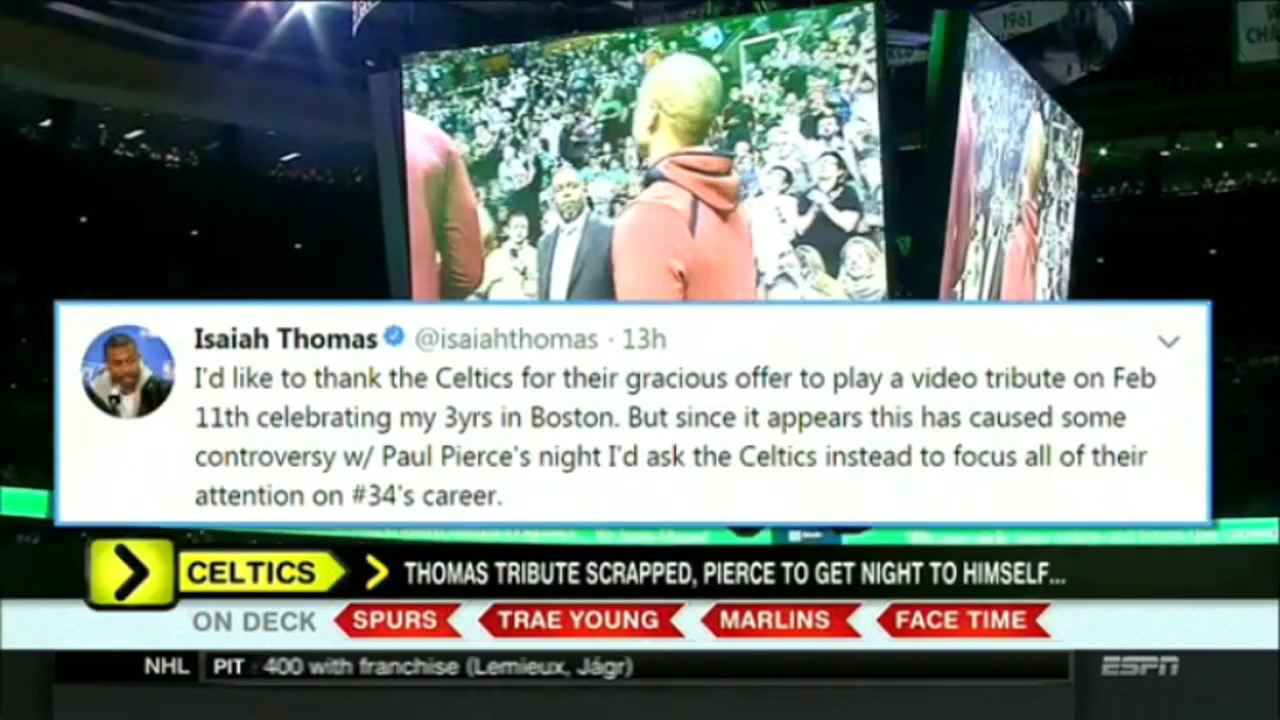 1961
Isaiah Thomas @isaiahthomas · 13h
I'd like to thank the Celtics for their gracious offer to play a video tribute on Feb
11th celebrating my 3yrs in Boston. But since it appears this has caused some
controversy w/ Paul Pierce's night I'd ask the Celtics instead to focus all of their
attention on #34's career.
CELTICS THOMAS TRIBUTE SCRAPPED, PIERCE TO GET NIGHT TO HIMSELF...
ON DECK SPURS TRAE YOUNG MARLINS FACE TIME
NHL PIT 400 with franchise (Lemieux, Jágr)
ESPN